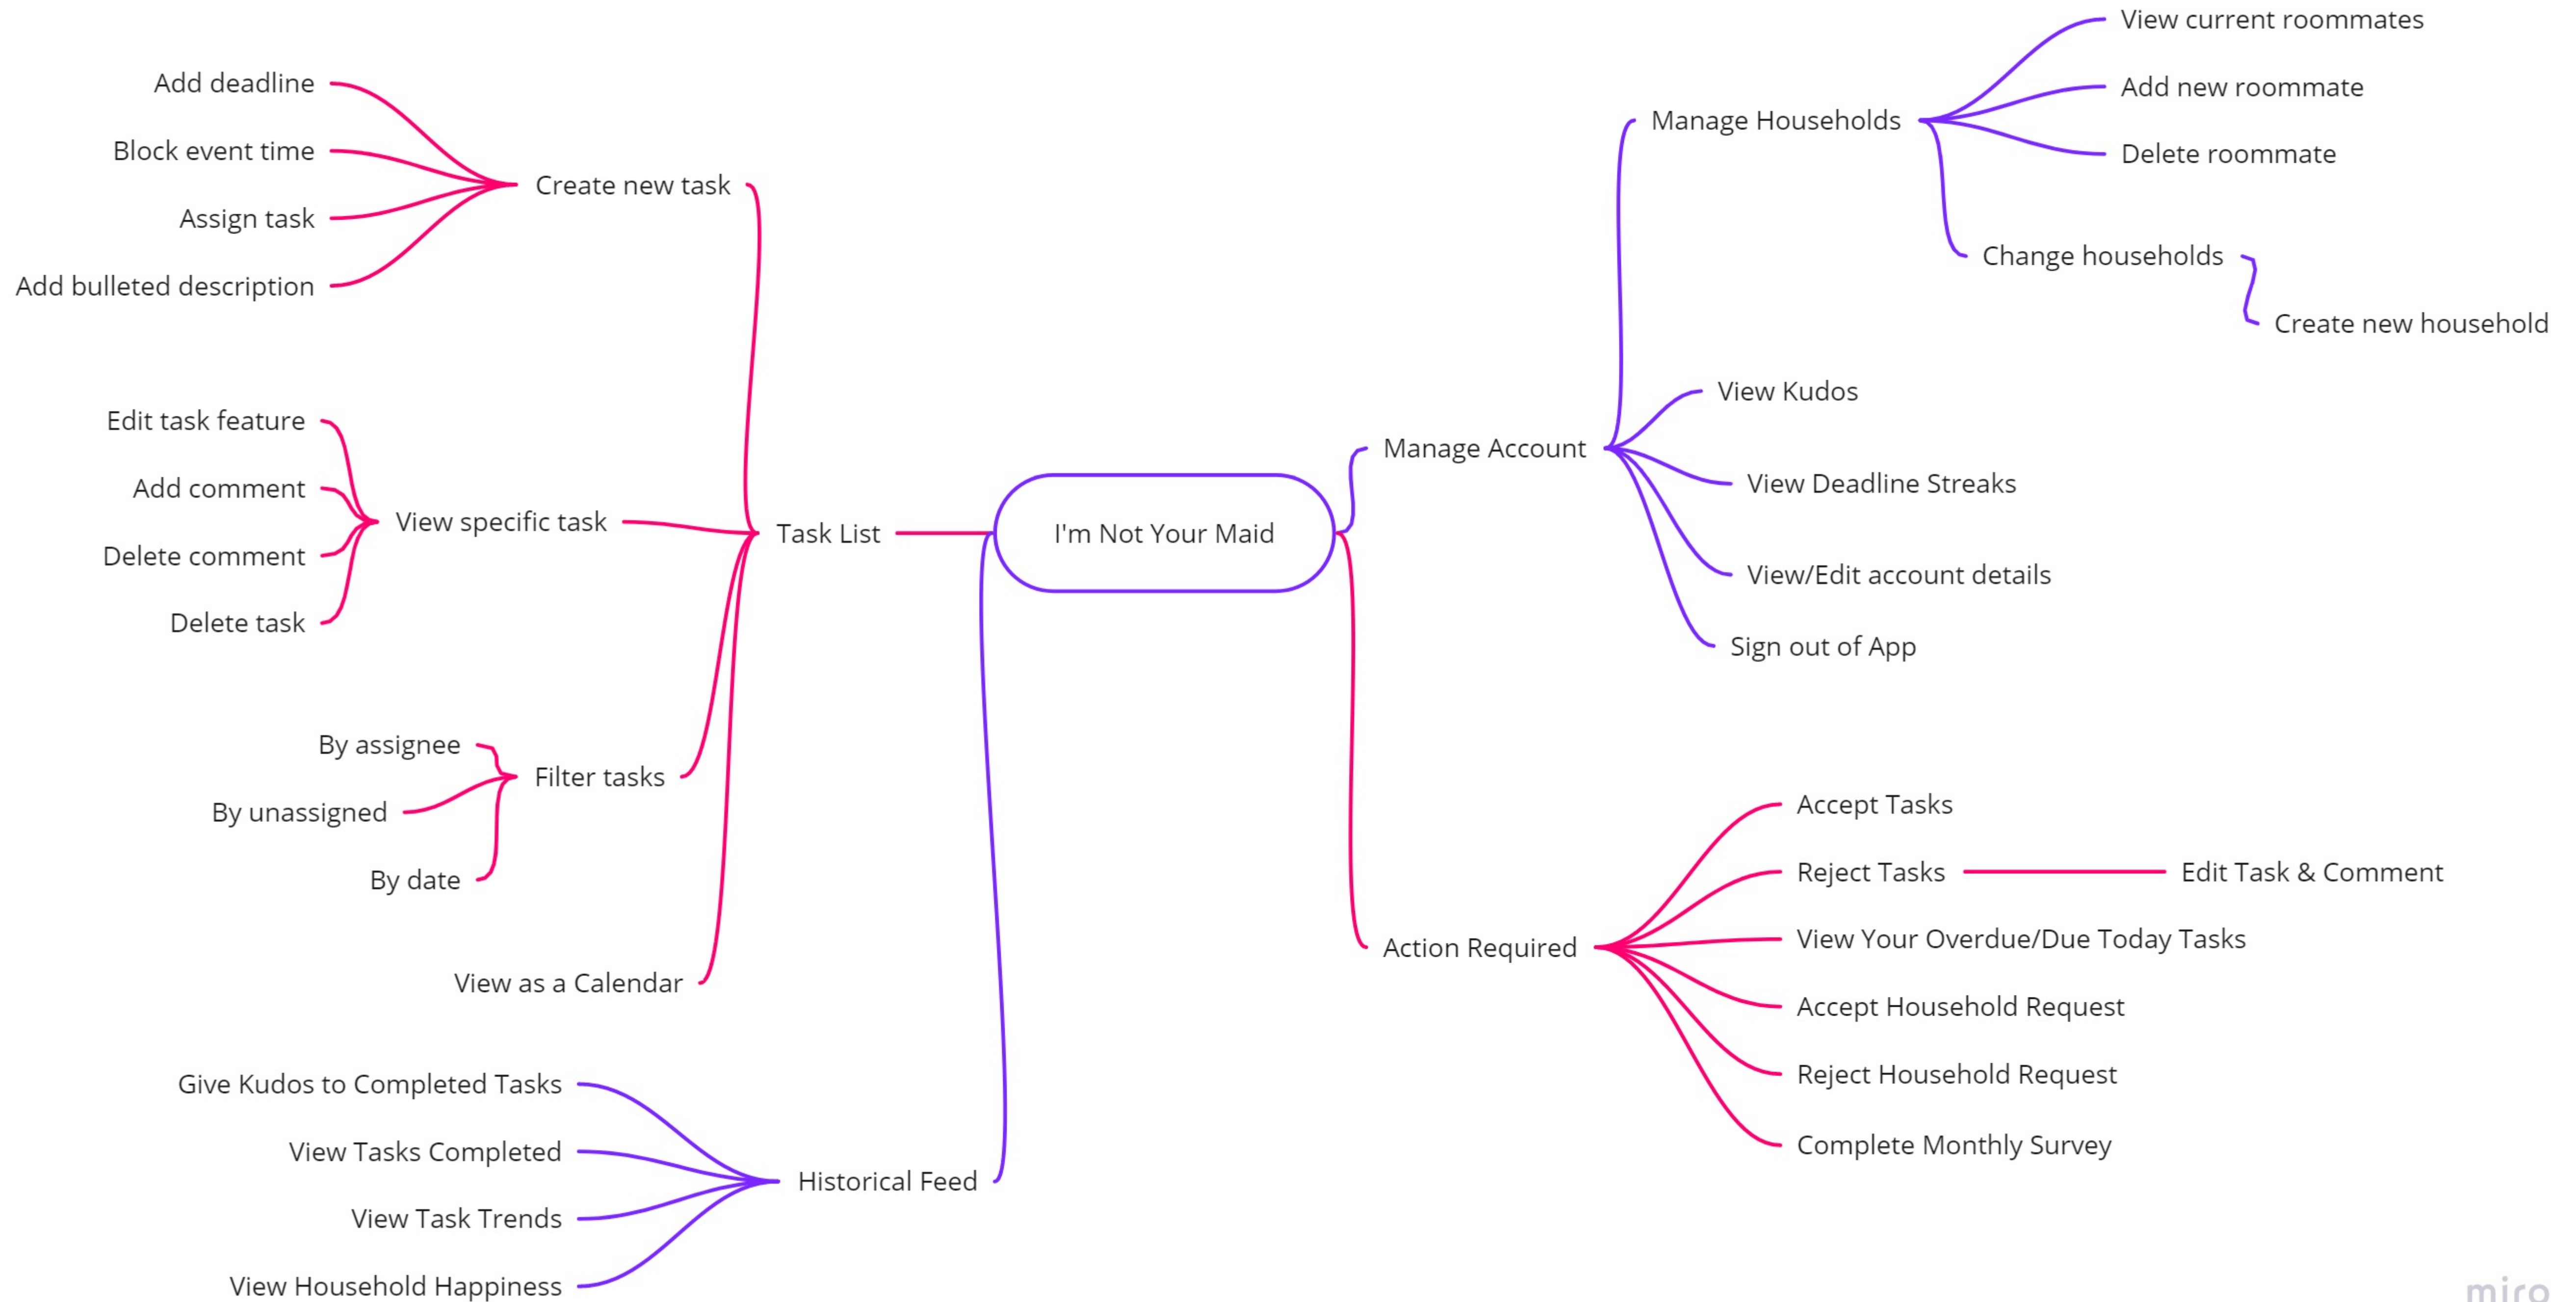 Add deadline
Block event time
Assign task
Add bulleted description
Create new task
Edit task feature
Add comment
Delete comment
Delete task
View specific task
By assignee
By unassigned
By date
Filter tasks
View as a Calendar
Task List
Give Kudos to Completed Tasks
View Tasks Completed
View Task Trends
View Household Happiness
Historical Feed
I'm Not Your Maid
Manage Account
Manage Households
View current roommates
Add new roommate
Delete roommate
Change households
Create new household
View Kudos
View Deadline Streaks
View/Edit account details
Sign out of App
Action Required
Accept Tasks
Reject Tasks
Edit Task & Comment
View Your Overdue/Due Today Tasks
Accept Household Request
Reject Household Request
Complete Monthly Survey
miro